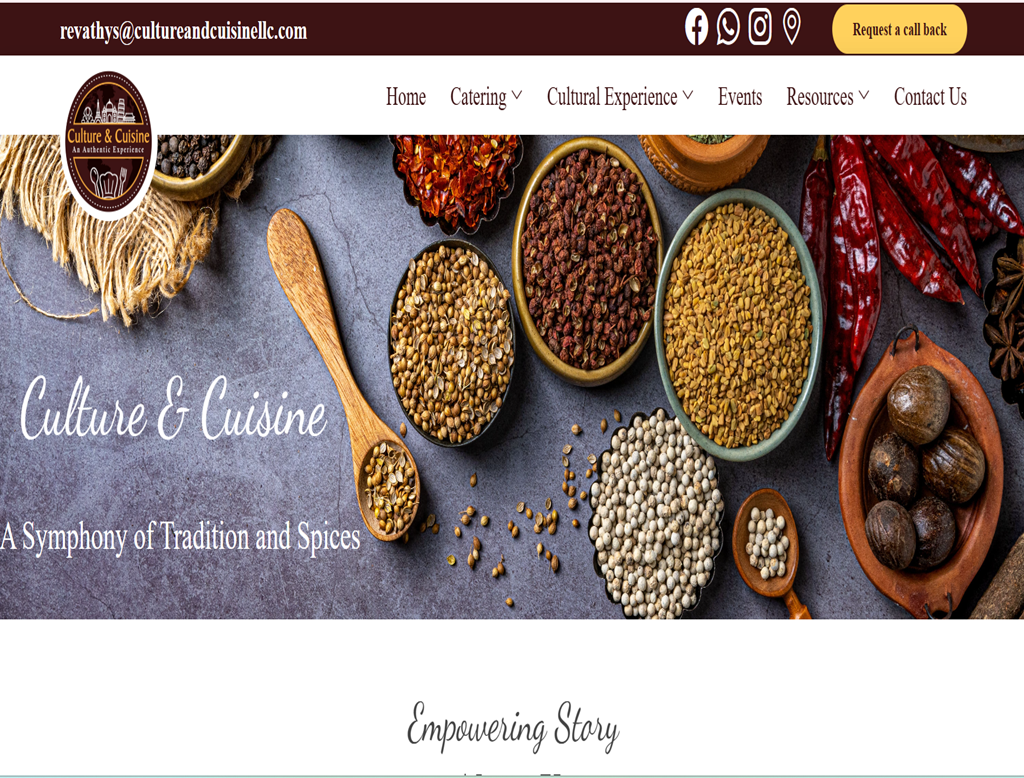 revathys@cultureandcuisinellc.com
Request a call back
Home Catering Cultural Experience Events Resources Contact Us
Culture & Cuisine
An Authentic Experience
Culture & Cuisine
A Symphony of Tradition and Spices
Empowering Story